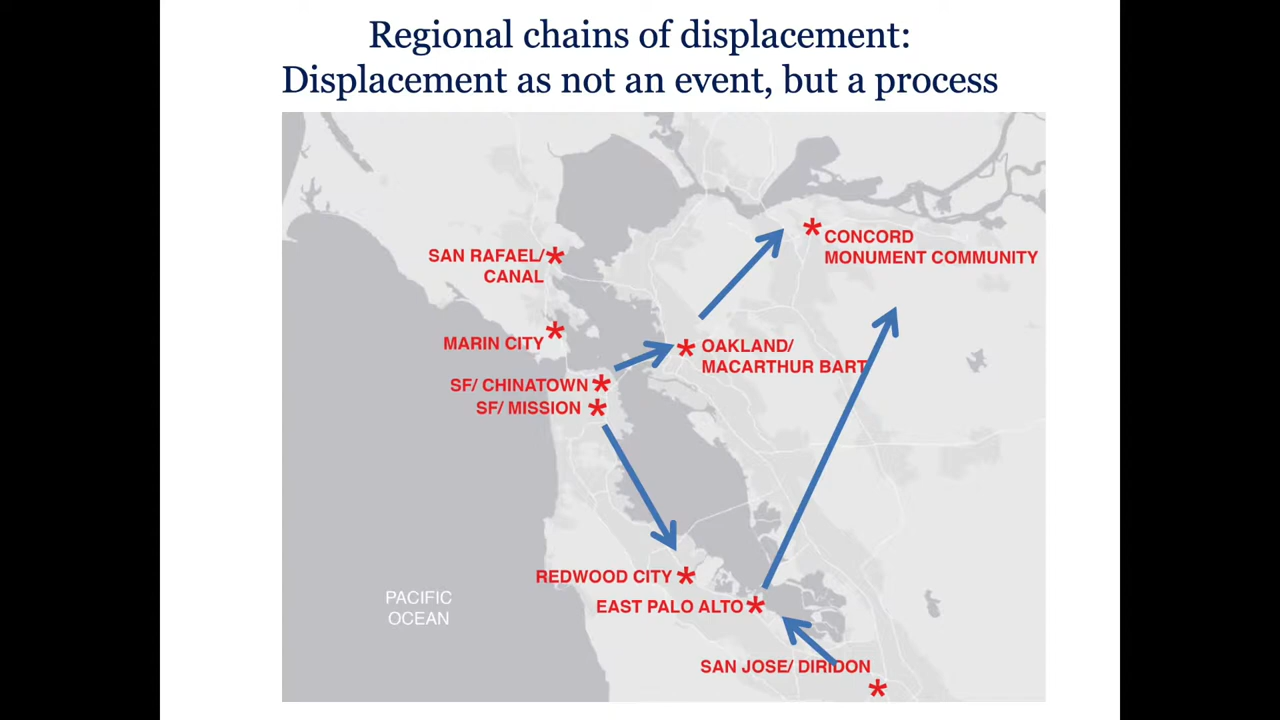 Regional chains of displacement:
Displacement as not an event, but a process
CONCORD
MONUMENT COMMUNITY
SAN RAFAEL/
CANAL
MARIN CITY
OAKLAND/
MACARTHUR BART
SF/ CHINATOWN
SF/ MISSION
REDWOOD CITY
EAST PALO ALTO
PACIFIC
OCEAN
SAN JOSE/ DIRIDON